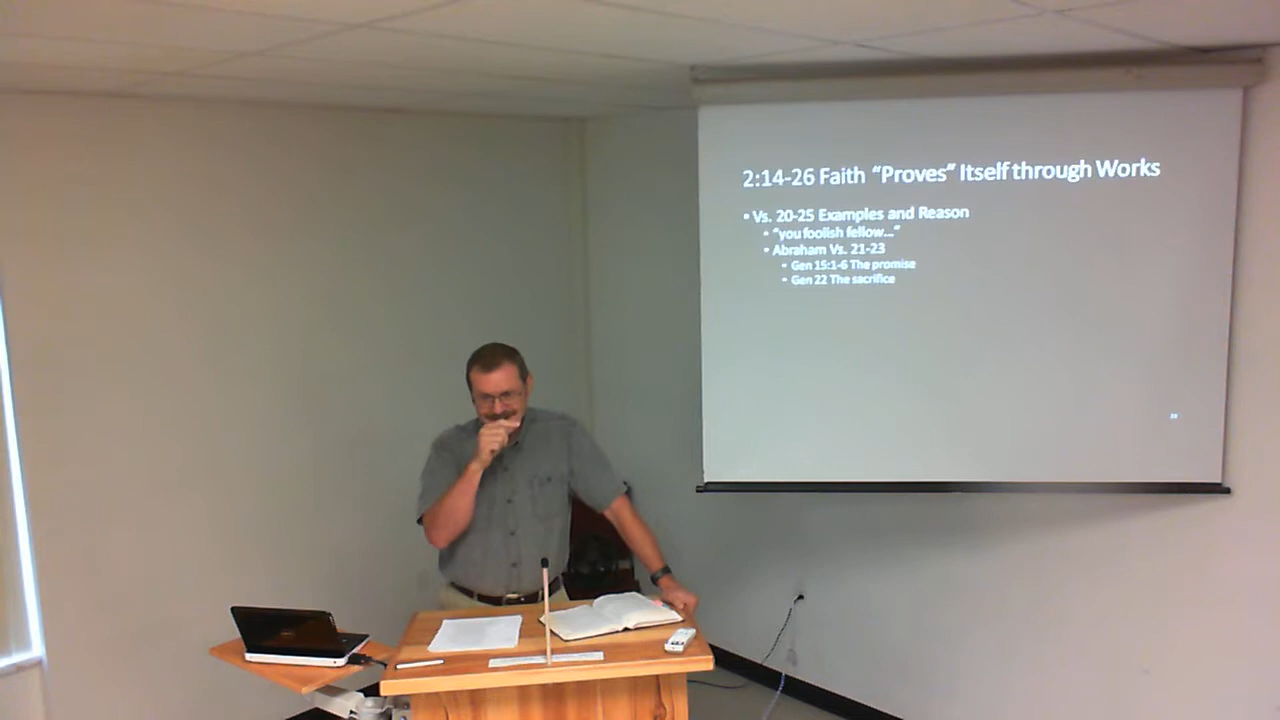 2:14-26 Faith “Proves” Itself through Works
▪ Vs. 20-25 Examples and Reason
▪ “you foolish fellow…”
▪ Abraham Vs. 21-23
▪ Gen 15:1-6 The promise
▪ Gen 22 The sacrifice